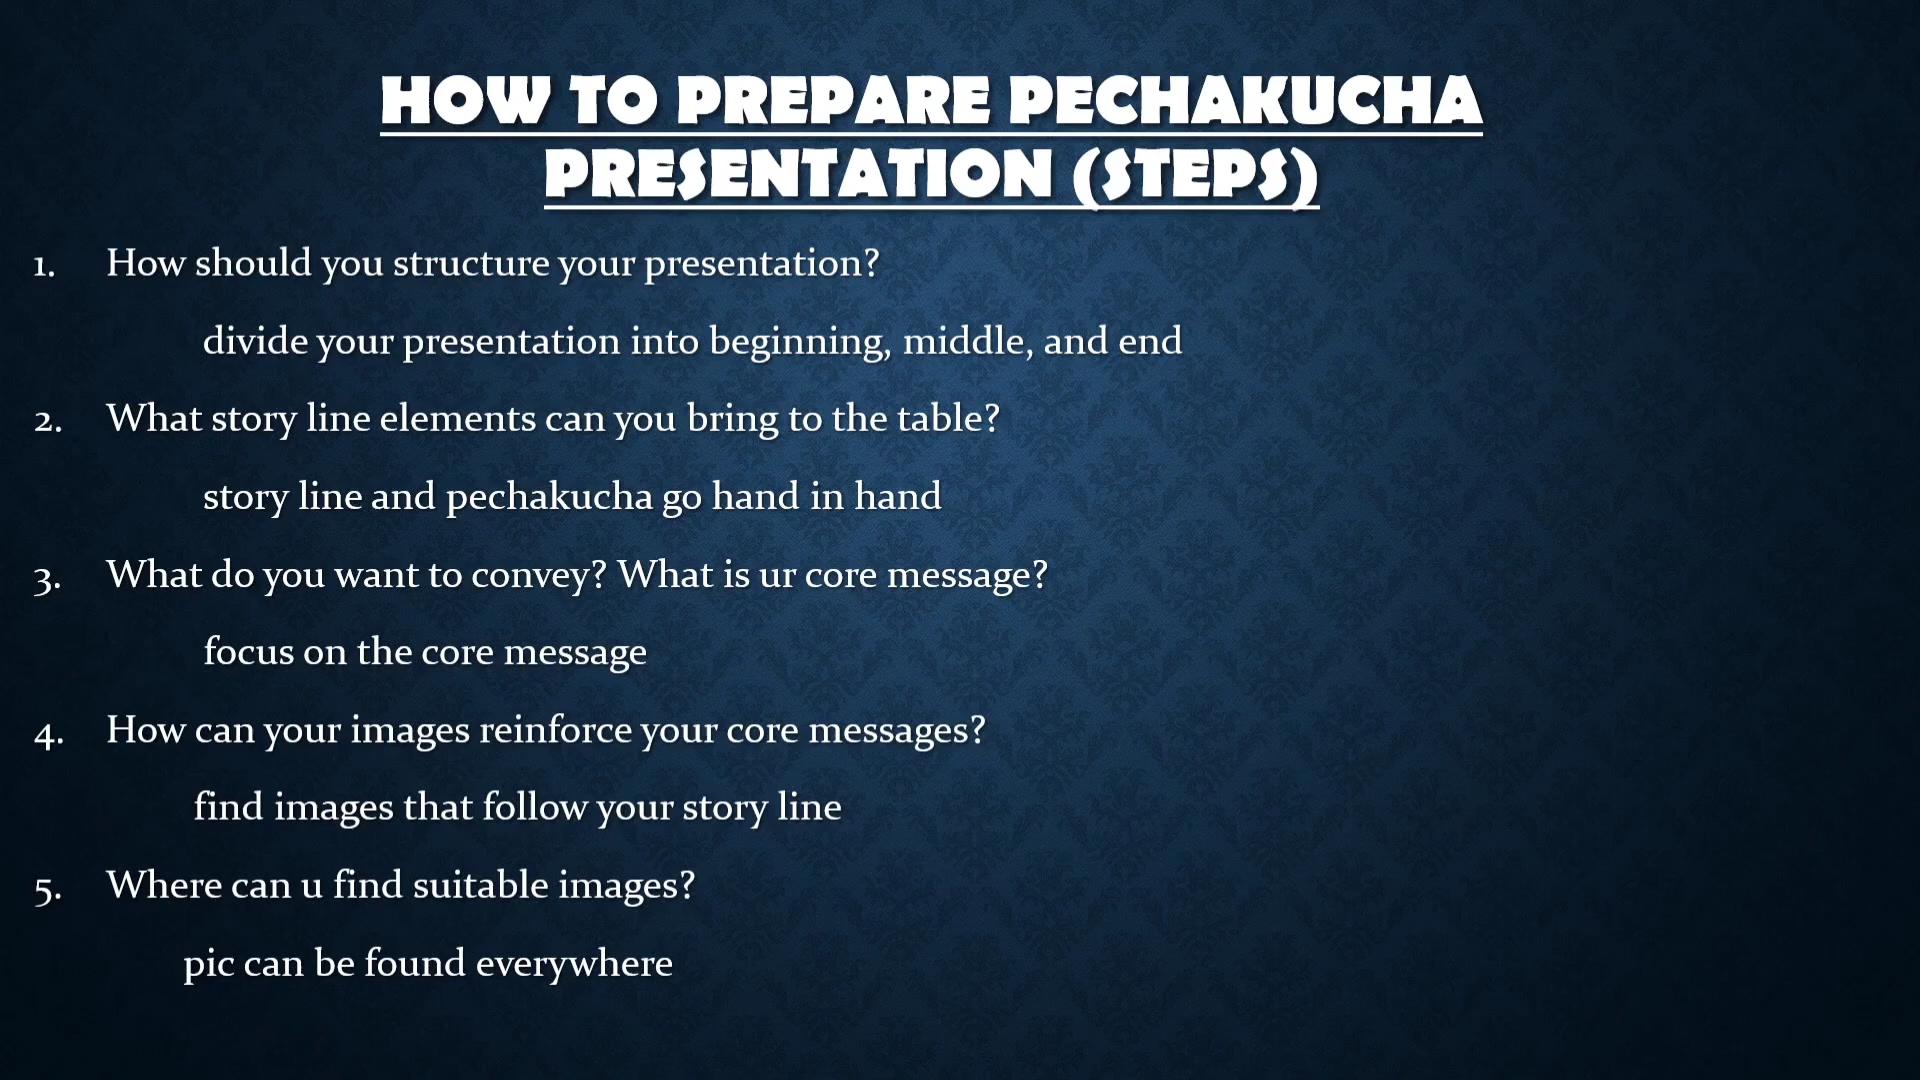 HOW TO PREPARE PECHAKUCHA
PRESENTATION (STEPS)
1. How should you structure your presentation?
divide your presentation into beginning, middle, and end
2. What story line elements can you bring to the table?
story line and pechakucha go hand in hand
3. What do you want to convey? What is ur core message?
focus on the core message
4. How can your images reinforce your core messages?
find images that follow your story line
5. Where can u find suitable images?
pic can be found everywhere